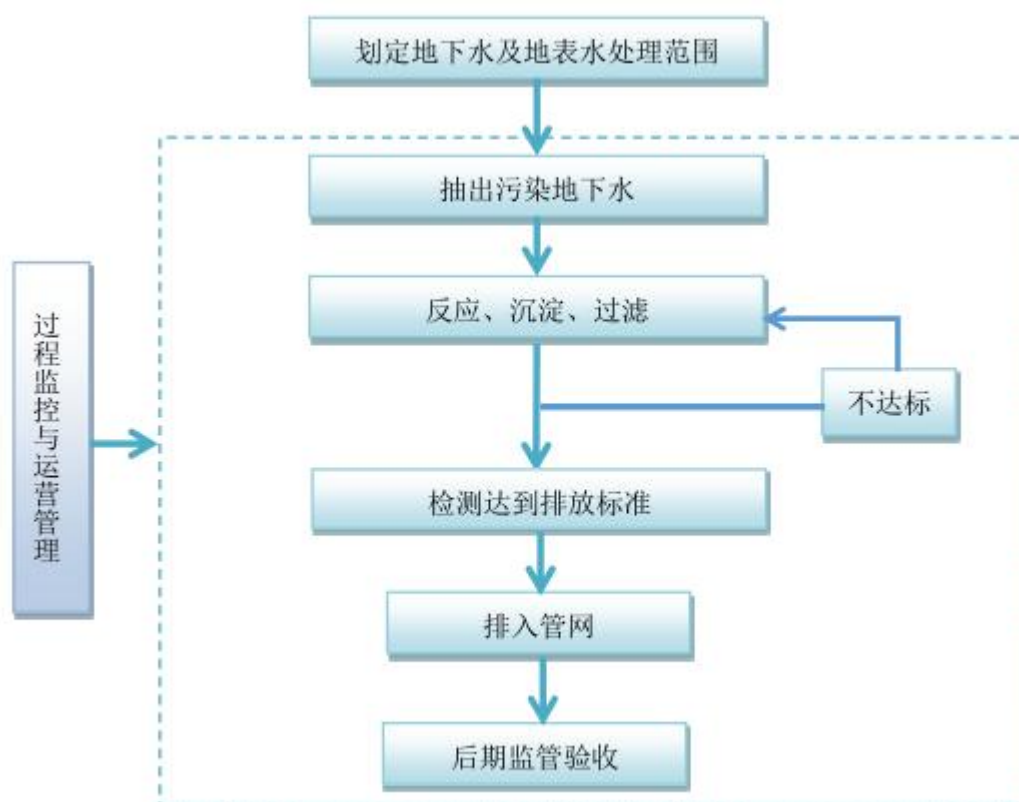 划定地下水及地表水处理范围
抽出污染地下水
反应、沉淀、过滤
不达标
过程监控与运营管理
检测达到排放标准
排入管网
后期监管验收